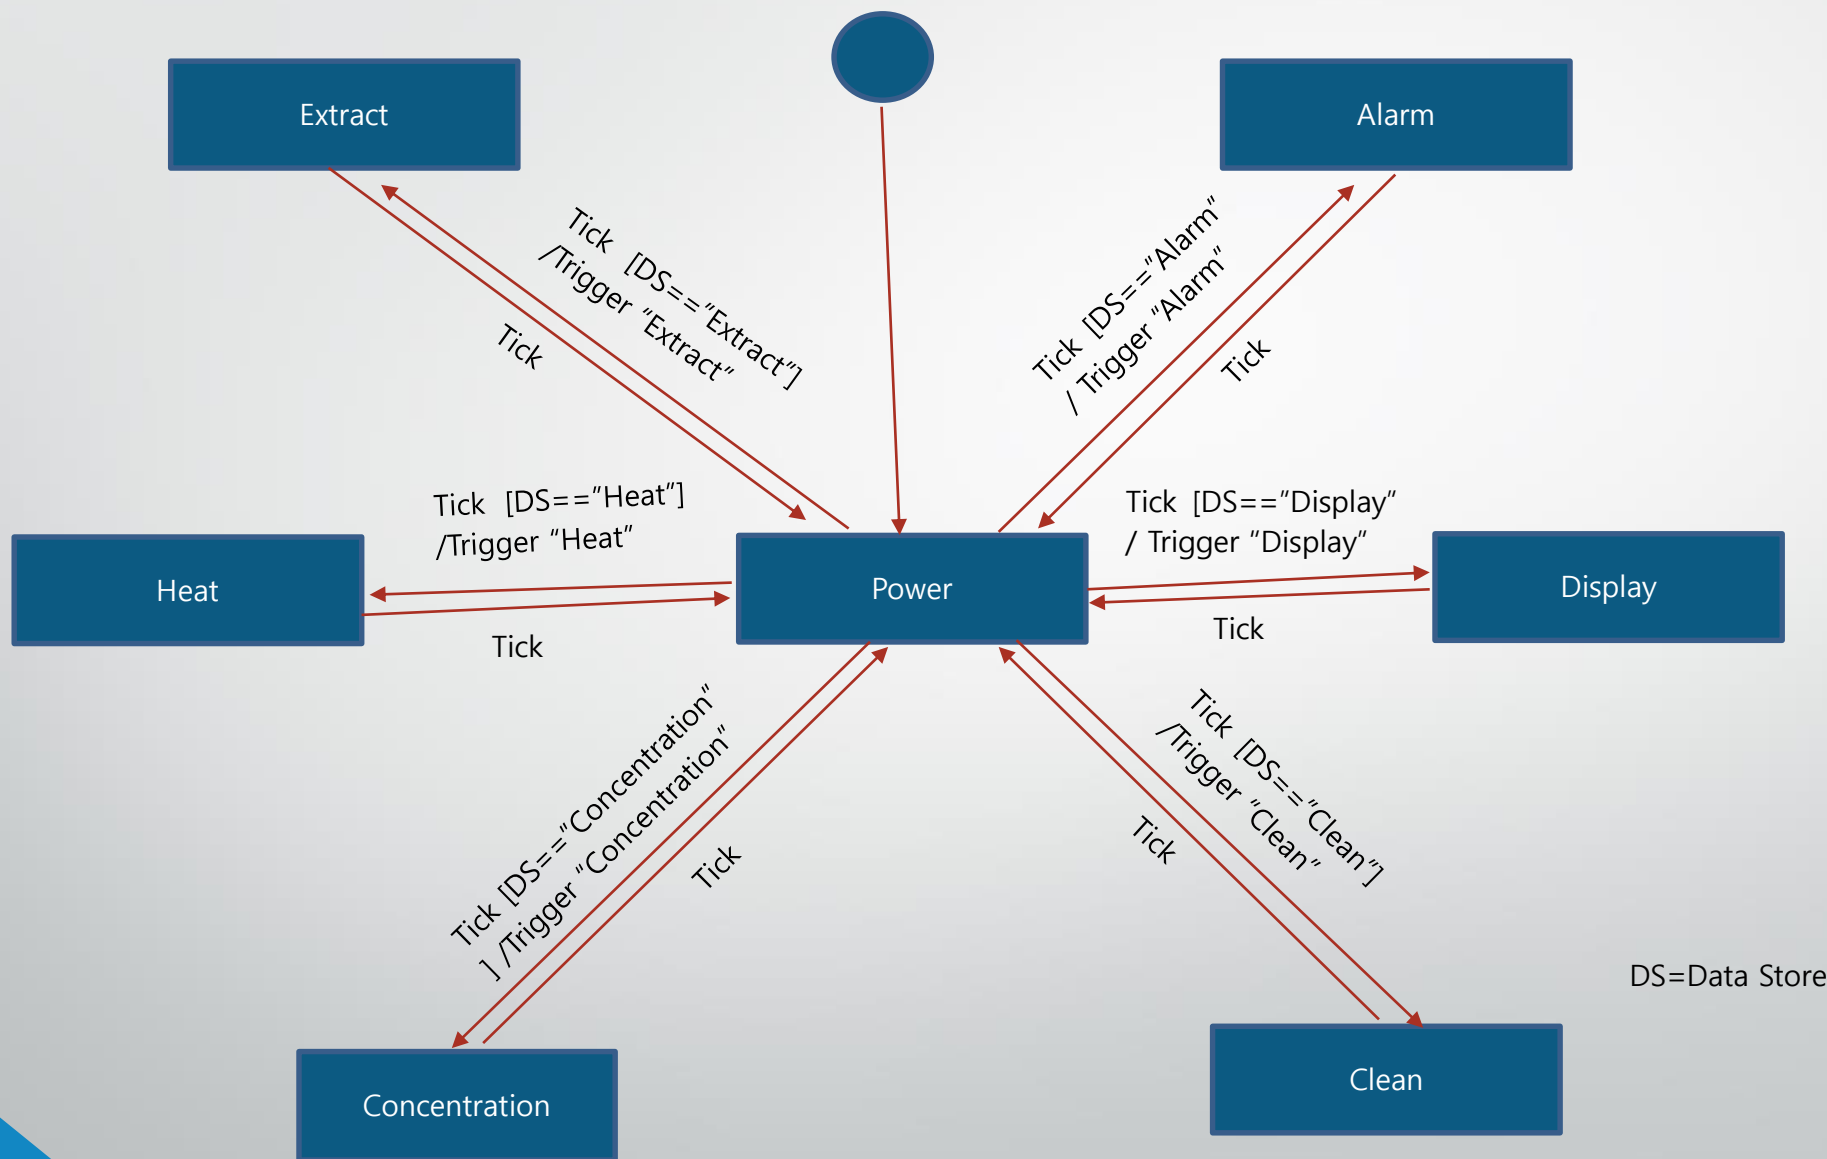 Extract
Alarm
Tick [DS=="Extract"]
/Trigger "Extract"
Tick
Tick [DS=="Alarm"
/ Trigger "Alarm"
Tick
Tick [DS=="Heat"]
/Trigger "Heat"
Tick [DS=="Display"
/ Trigger "Display"
Heat
Power
Display
Tick
Tick
Tick [DS=="Concentration"
] /Trigger "Concentration"
Tick
Tick [DS=="Clean"]
/Trigger "Clean"
Tick
DS=Data Store
Concentration
Clean